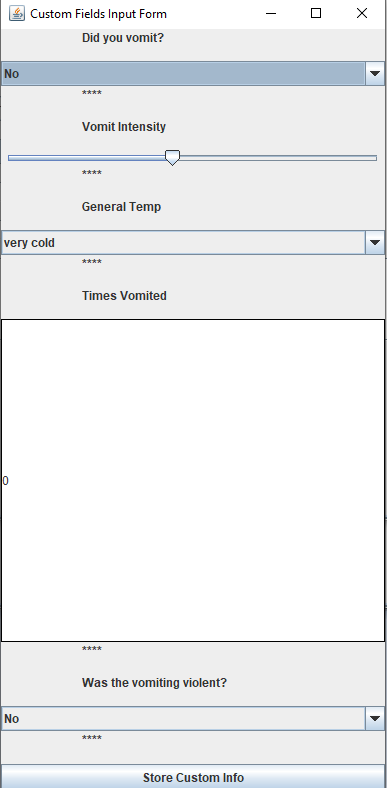 Custom Fields Input Form
Did you vomit?
No
****
Vomit Intensity
****
General Temp
very cold
****
Times Vomited
0
****
Was the vomiting violent?
No
****
Store Custom Info